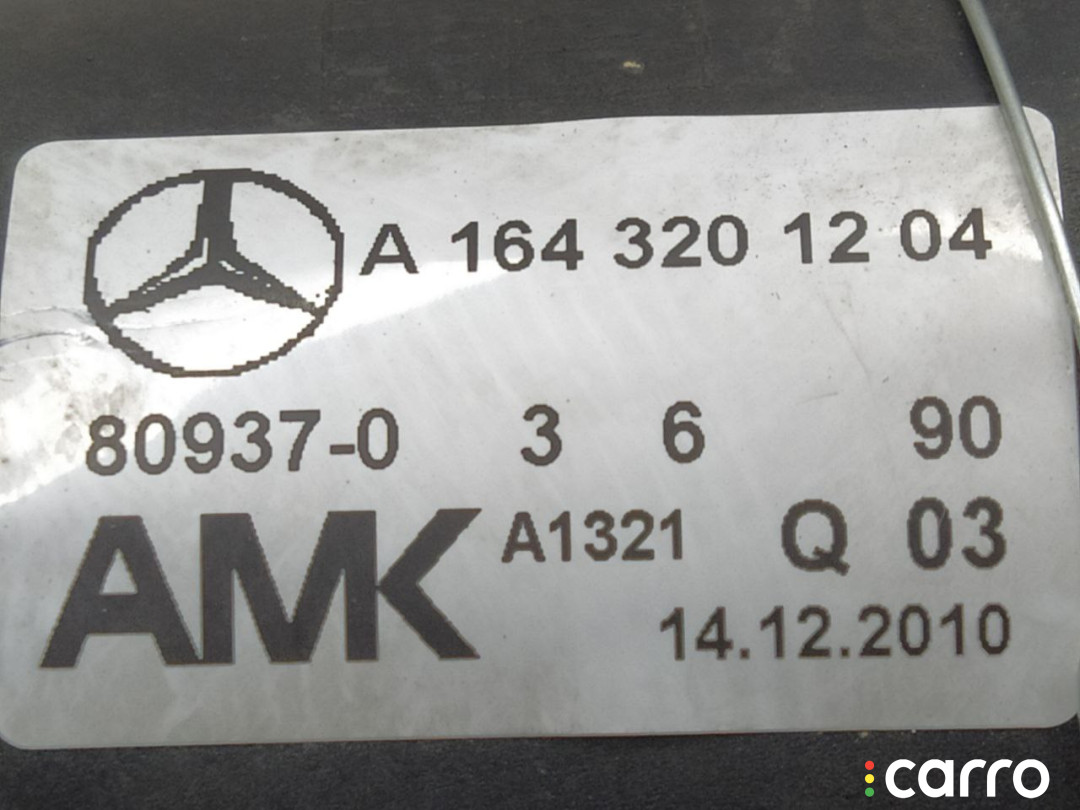 A 164 320 12 04
80937-0 3 6 90
AMK A1321 Q 03
14.12.2010
carro